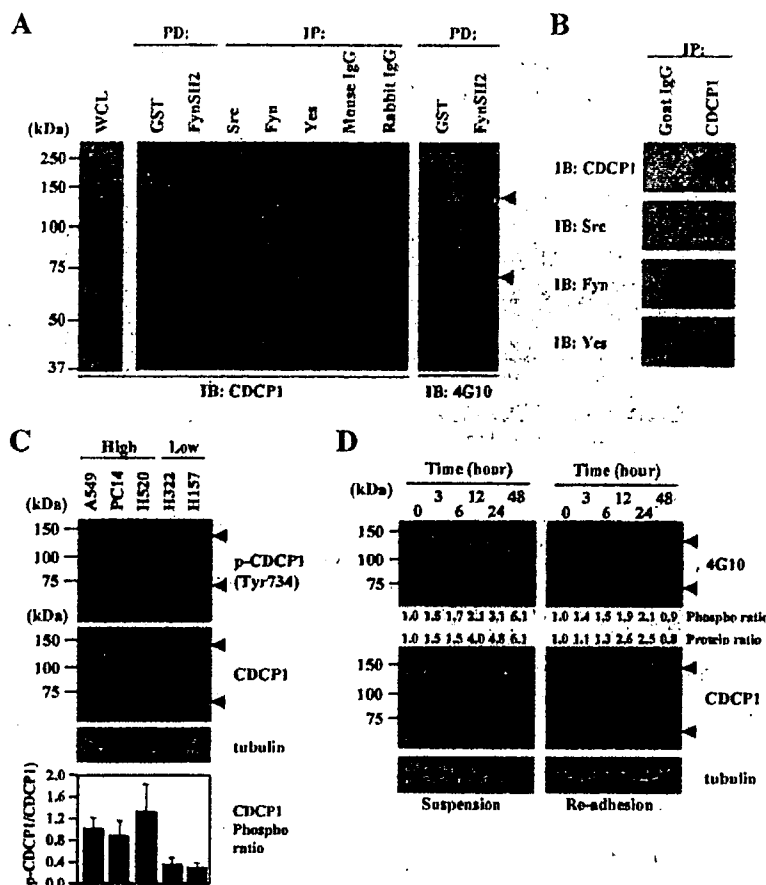 A
PD: IP: PD:
WCL GST FynSH2 Src Fyn Yes Mouse IgG Rabbit IgG GST FynSH2
(kDa)
250
150
100
75
50
37
IB: CDCP1 IB: 4G10
B
IP:
Goat IgG CDCP1
IB: CDCP1
IB: Src
IB: Fyn
IB: Yes
C
High Low
A549 PC14 H520 H322 H157
(kDa)
150
100
75
p-CDCP1
(Tyr734)
(kDa)
150
100
75
CDCP1
tubulin
p-CDCP1/CDCP1)
2.0
1.6
1.2
0.8
0.4
0.0
CDCP1
Phospho
ratio
D
Time (hour) Time (hour)
(kDa)
3 12 48 3 12 48
0 6 24 0 6 24
150
100
75
4G10
1.0 1.5 1.7 2.1 3.1 6.1 1.0 1.4 1.5 1.9 2.1 0.9 Phospho ratio
1.0 1.5 1.5 4.0 4.8 6.1 1.0 1.1 1.3 2.6 2.5 0.8 Protein ratio
150
100
75
CDCP1
tubulin
Suspension Re-adhesion